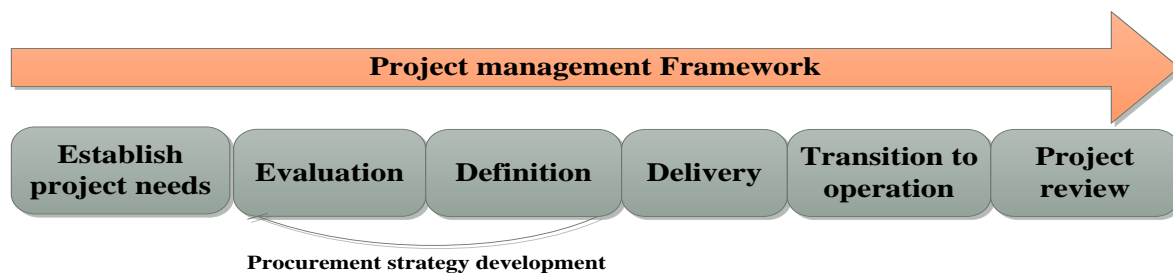 Project management Framework
Establish
project needs
Evaluation
Definition
Delivery
Transition to
operation
Project
review
Procurement strategy development